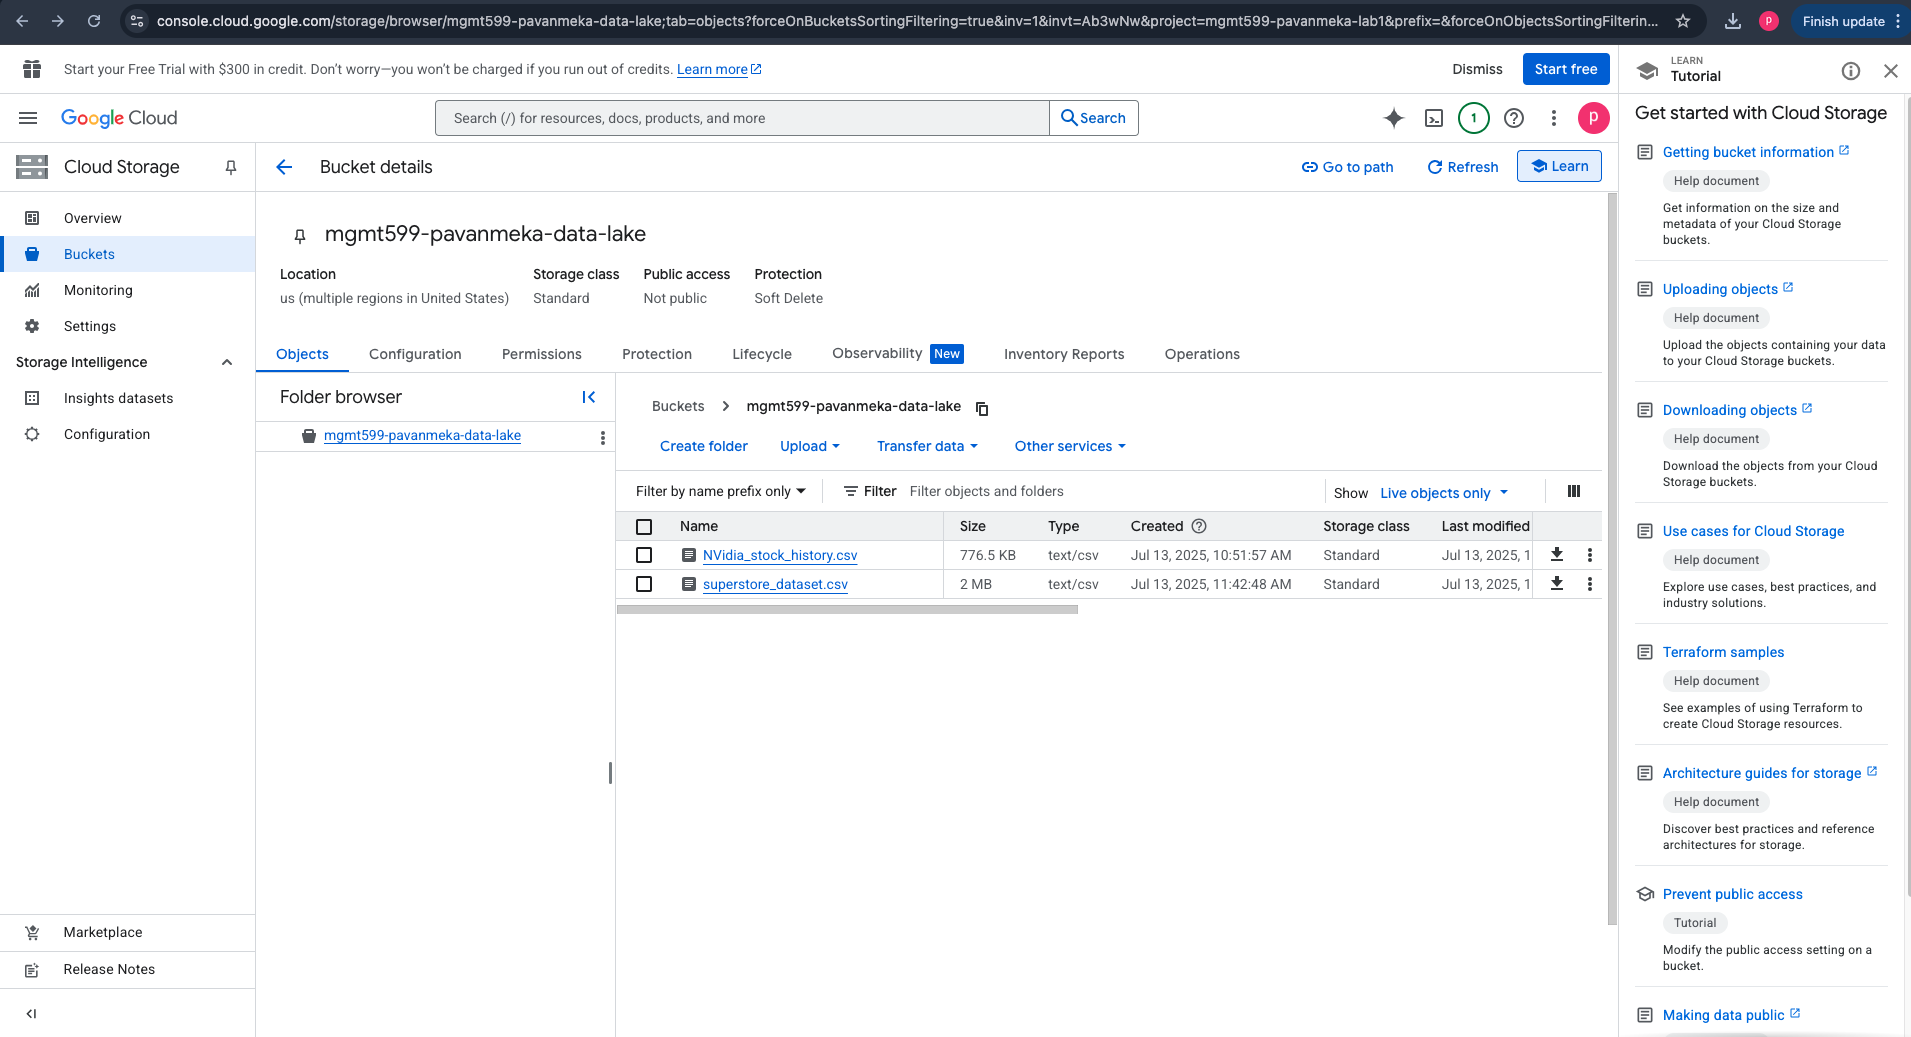 console.cloud.google.com/storage/browser/mgmt599-pavanmeka-data-lake;tab=objects?forceOnBucketsSortingFiltering=true&inv=1&invt=Ab3wNw&project=mgmt599-pavanmeka-lab1&prefix=&forceOnObjectsSortingFilterin...
p
Finish update
Start your Free Trial with $300 in credit. Don't worry—you won't be charged if you run out of credits. Learn more
Dismiss
Start free
LEARN
Tutorial
Google Cloud
Search (/) for resources, docs, products, and more
Search
1
p
Cloud Storage
Overview
Buckets
Monitoring
Settings
Storage Intelligence
Insights datasets
Configuration
Marketplace
Release Notes
Bucket details
Go to path
Refresh
Learn
mgmt599-pavanmeka-data-lake
Location Storage class Public access Protection
us (multiple regions in United States) Standard Not public Soft Delete
Objects Configuration Permissions Protection Lifecycle Observability New Inventory Reports Operations
Folder browser
mgmt599-pavanmeka-data-lake
Buckets mgmt599-pavanmeka-data-lake
Create folder Upload Transfer data Other services
Filter by name prefix only Filter Filter objects and folders Show Live objects only
Name Size Type Created Storage class Last modified
NVidia_stock_history.csv 776.5 KB text/csv Jul 13, 2025, 10:51:57 AM Standard Jul 13, 2025, 1
superstore_dataset.csv 2 MB text/csv Jul 13, 2025, 11:42:48 AM Standard Jul 13, 2025, 1
Get started with Cloud Storage
Getting bucket information
Help document
Get information on the size and
metadata of your Cloud Storage
buckets.
Uploading objects
Help document
Upload the objects containing your data
to your Cloud Storage buckets.
Downloading objects
Help document
Download the objects from your Cloud
Storage buckets.
Use cases for Cloud Storage
Help document
Explore use cases, best practices, and
industry solutions.
Terraform samples
Help document
See examples of using Terraform to
create Cloud Storage resources.
Architecture guides for storage
Help document
Discover best practices and reference
architectures for storage.
Prevent public access
Tutorial
Modify the public access setting on a
bucket.
Making data public